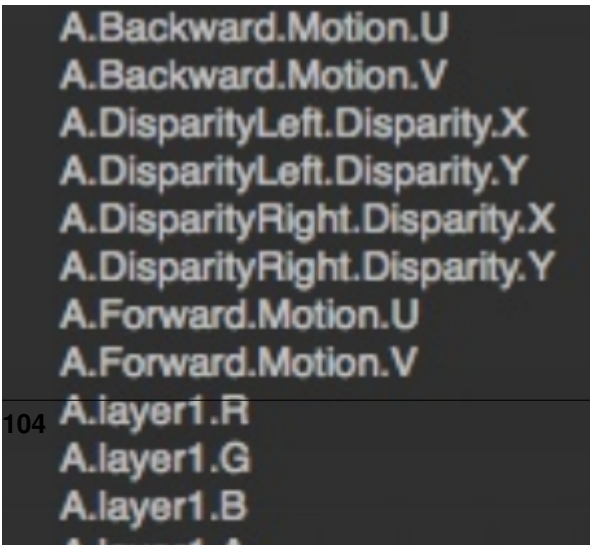 A.Backward.Motion.U
A.Backward.Motion.V
A.DisparityLeft.Disparity.X
A.DisparityLeft.Disparity.Y
A.DisparityRight.Disparity.X
A.DisparityRight.Disparity.Y
A.Forward.Motion.U
A.Forward.Motion.V
104 A.layer1.R
A.layer1.G
A.layer1.B